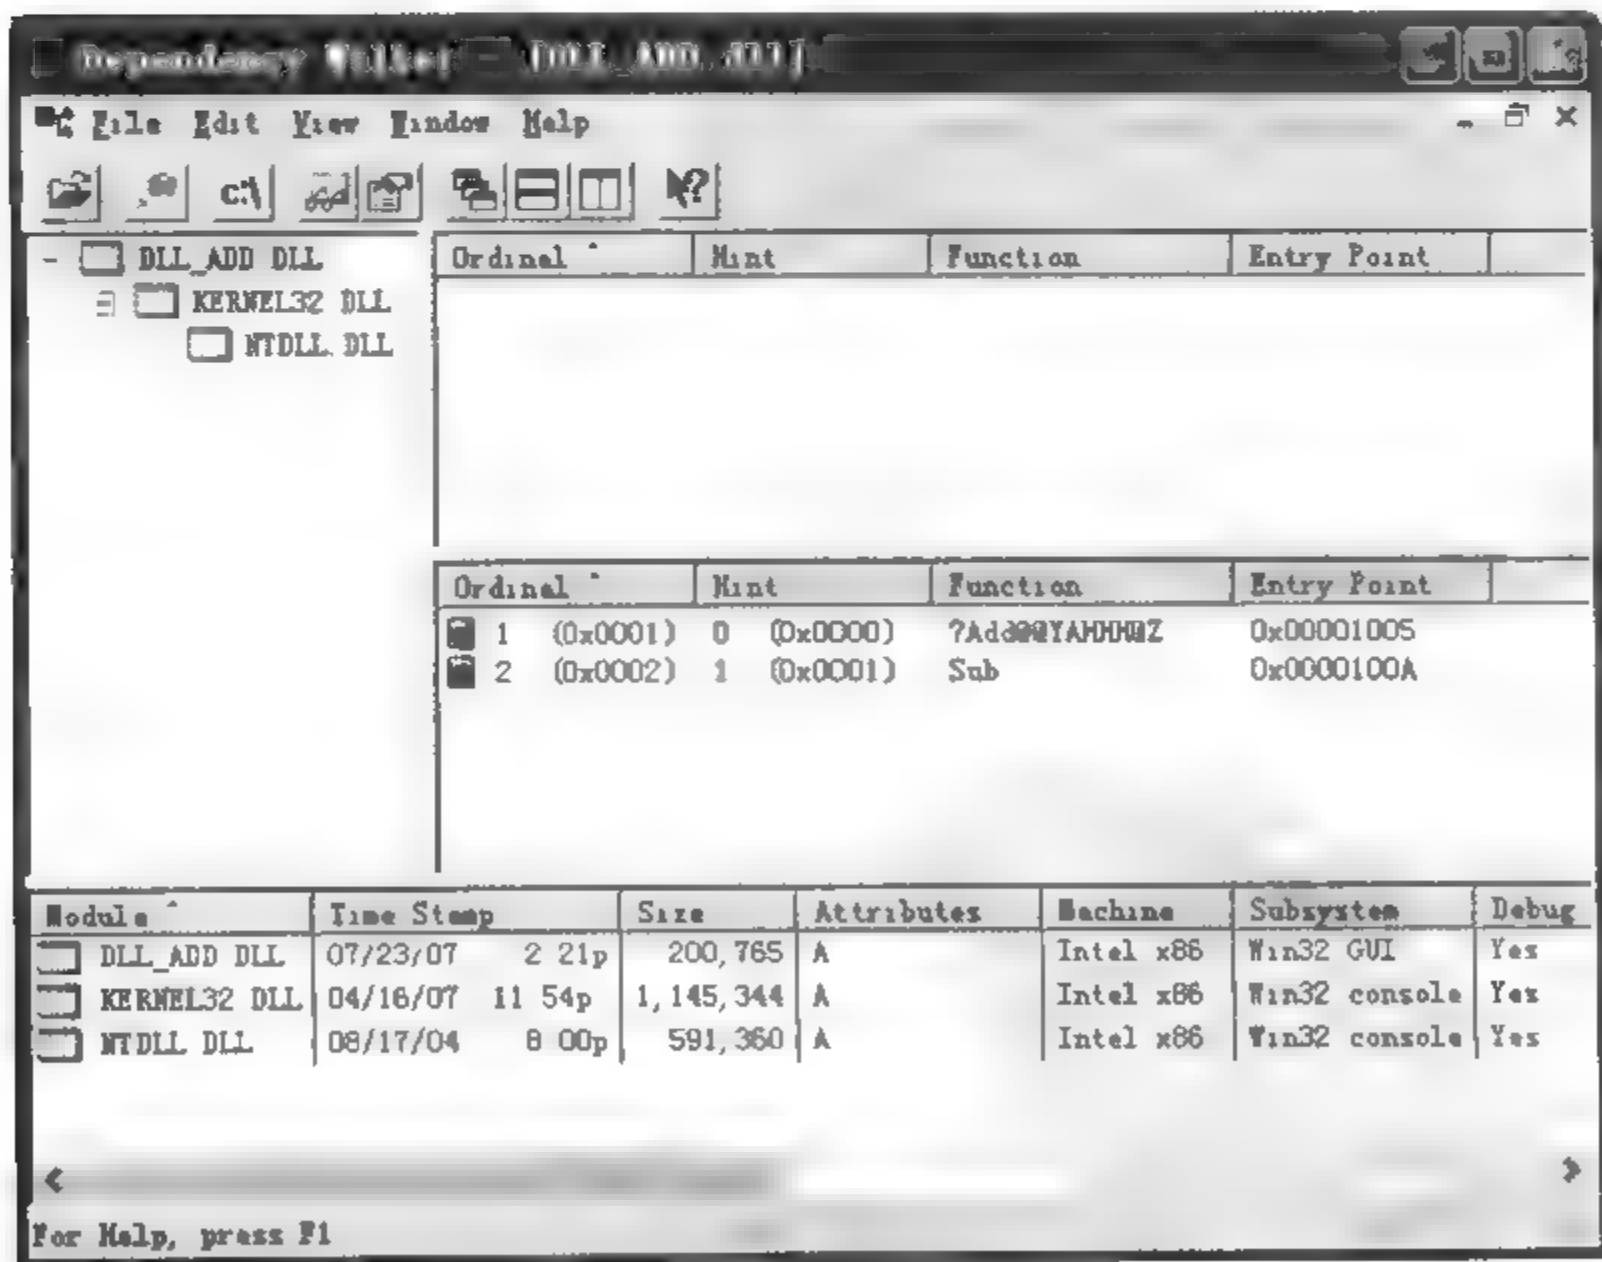 Dependency Walker - [DLL_ADD.dll]
File Edit View Window Help
c:\
DLL_ADD DLL
KERNEL32 DLL
NTDLL.DLL
Ordinal Hint Function Entry Point
Ordinal Hint Function Entry Point
1 (0x0001) 0 (0x0000) ?Add@@YAHHH@Z 0x00001005
2 (0x0002) 1 (0x0001) Sub 0x0000100A
Module Time Stamp Size Attributes Machine Subsystem Debug
DLL_ADD DLL 07/23/07 2 21p 200,765 A Intel x86 Win32 GUI Yes
KERNEL32 DLL 04/16/07 11 54p 1,145,344 A Intel x86 Win32 console Yes
NTDLL DLL 08/17/04 8 00p 591,360 A Intel x86 Win32 console Yes
For Help, press F1